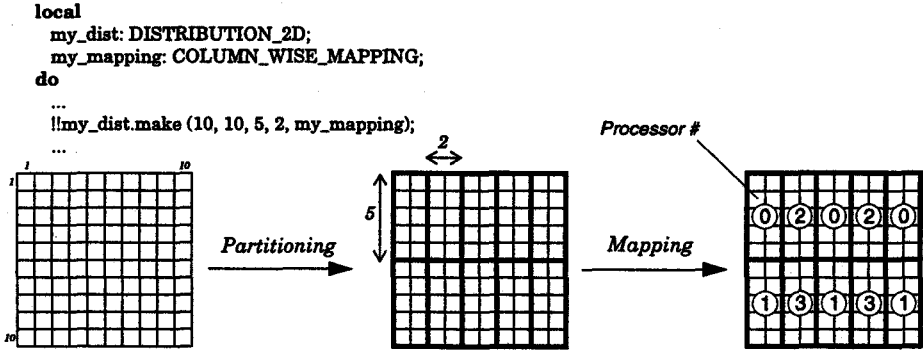 local
my_dist: DISTRIBUTION_2D;
my_mapping: COLUMN_WISE_MAPPING;
do
...
!!my_dist.make (10, 10, 5, 2, my_mapping);
...
Processor #
1 10
1
10
2
5
Partitioning
Mapping
0 2 0 2 0
1 3 1 3 1